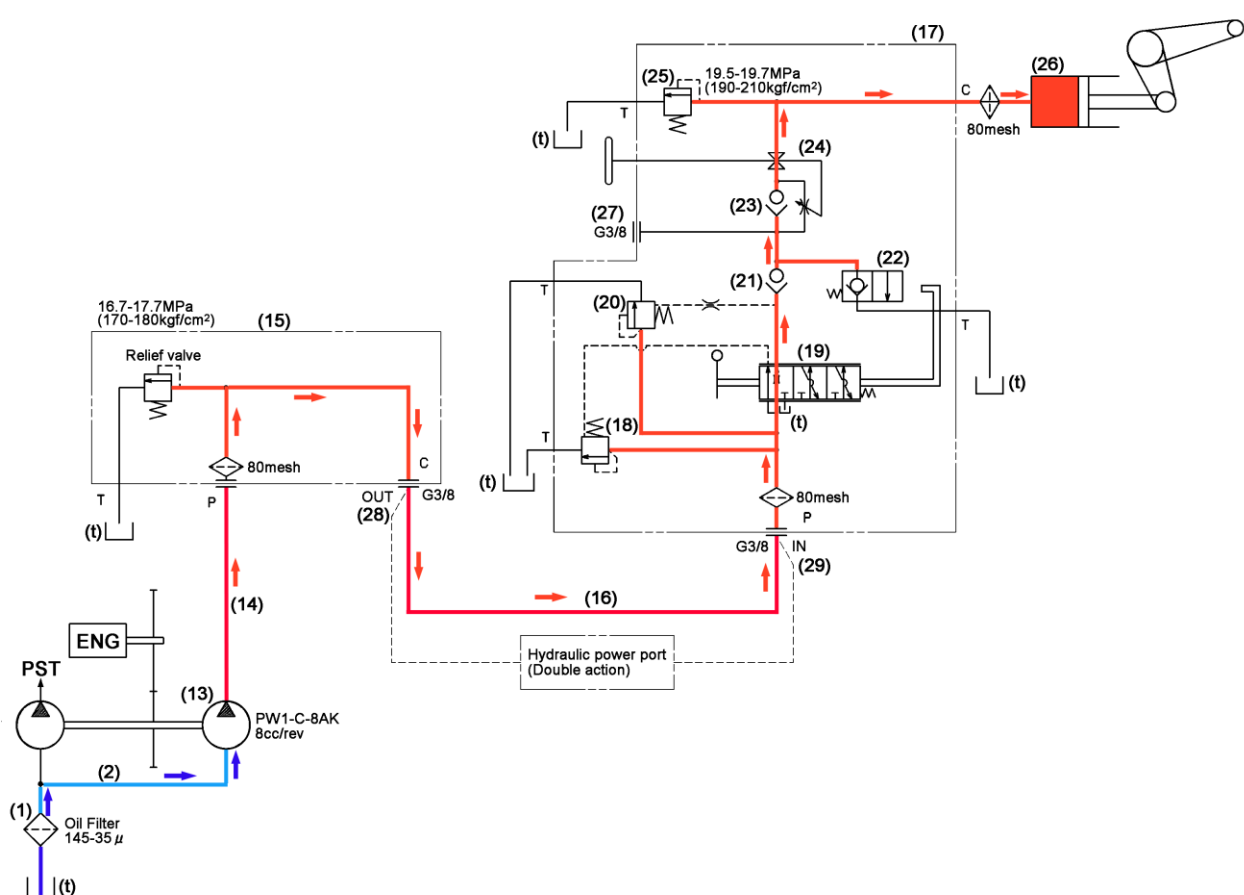 (17)
(25)
19.5-19.7MPa
(190-210kgf/cm²)
(26)
C
T
80mesh
(t)
(24)
(23)
(27)
G3/8
(22)
(21)
T
(20)
T
16.7-17.7MPa
(170-180kgf/cm²)
(15)
Relief valve
(19)
(t)
(t)
(18)
T
80mesh
C
(t)
80mesh
T
P
OUT
G3/8
P
(28)
(t)
G3/8
IN
(29)
(14)
(16)
ENG
Hydraulic power port
(Double action)
PST
(13)
PW1-C-8AK
8cc/rev
(2)
(1)
Oil Filter
145-35 μ
(t)